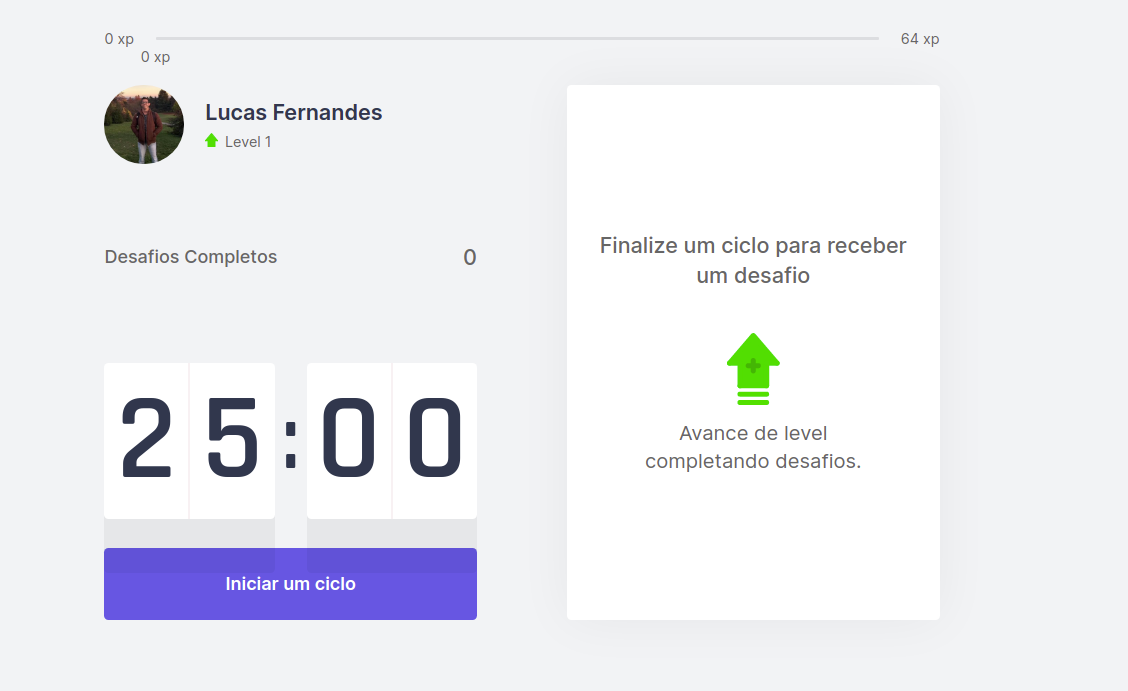 0 xp
64 xp
0 xp
Lucas Fernandes
Level 1
Desafios Completos
0
25:00
Iniciar um ciclo
Finalize um ciclo para receber
um desafio
Avance de level
completando desafios.